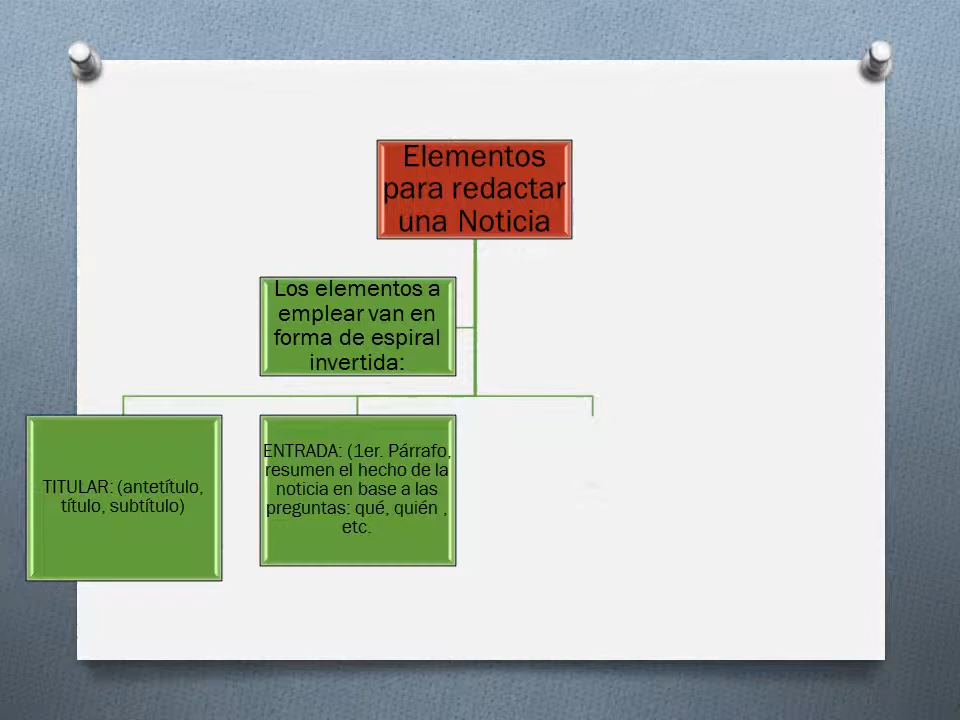 Elementos
para redactar
una Noticia
Los elementos a
emplear van en
forma de espiral
invertida:
TITULAR: (antetítulo,
título, subtítulo)
ENTRADA: (1er. Párrafo,
resumen el hecho de la
noticia en base a las
preguntas: qué, quién ,
etc.